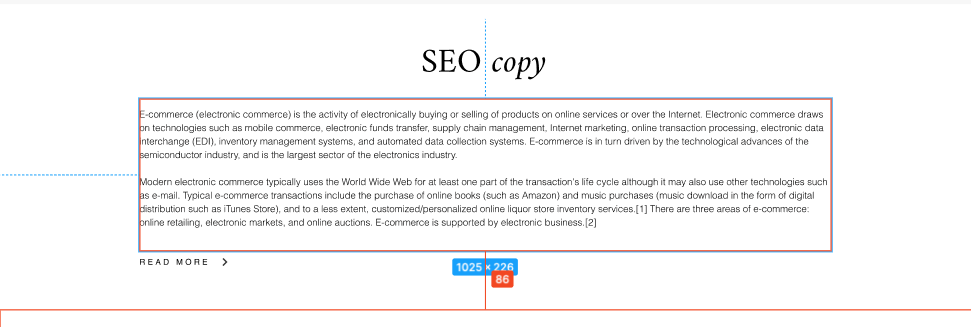 SEO copy
E-commerce (electronic commerce) is the activity of electronically buying or selling of products on online services or over the Internet. Electronic commerce draws
on technologies such as mobile commerce, electronic funds transfer, supply chain management, Internet marketing, online transaction processing, electronic data
interchange (EDI), inventory management systems, and automated data collection systems. E-commerce is in turn driven by the technological advances of the
semiconductor industry, and is the largest sector of the electronics industry.
Modern electronic commerce typically uses the World Wide Web for at least one part of the transaction's life cycle although it may also use other technologies such
as e-mail. Typical e-commerce transactions include the purchase of online books (such as Amazon) and music purchases (music download in the form of digital
distribution such as iTunes Store), and to a less extent, customized/personalized online liquor store inventory services.[1] There are three areas of e-commerce:
online retailing, electronic markets, and online auctions. E-commerce is supported by electronic business.[2]
READ MORE
1025 × 226
86